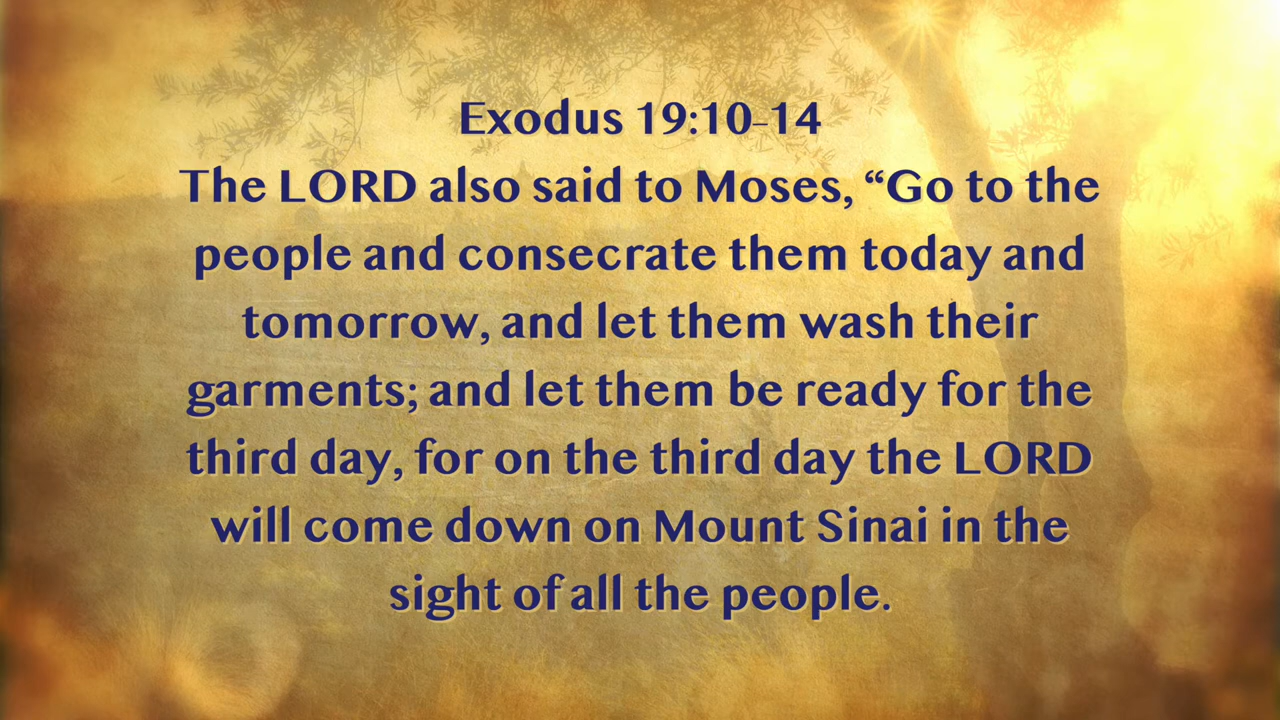 Exodus 19:10-14
The LORD also said to Moses, “Go to the
people and consecrate them today and
tomorrow, and let them wash their
garments; and let them be ready for the
third day, for on the third day the LORD
will come down on Mount Sinai in the
sight of all the people.